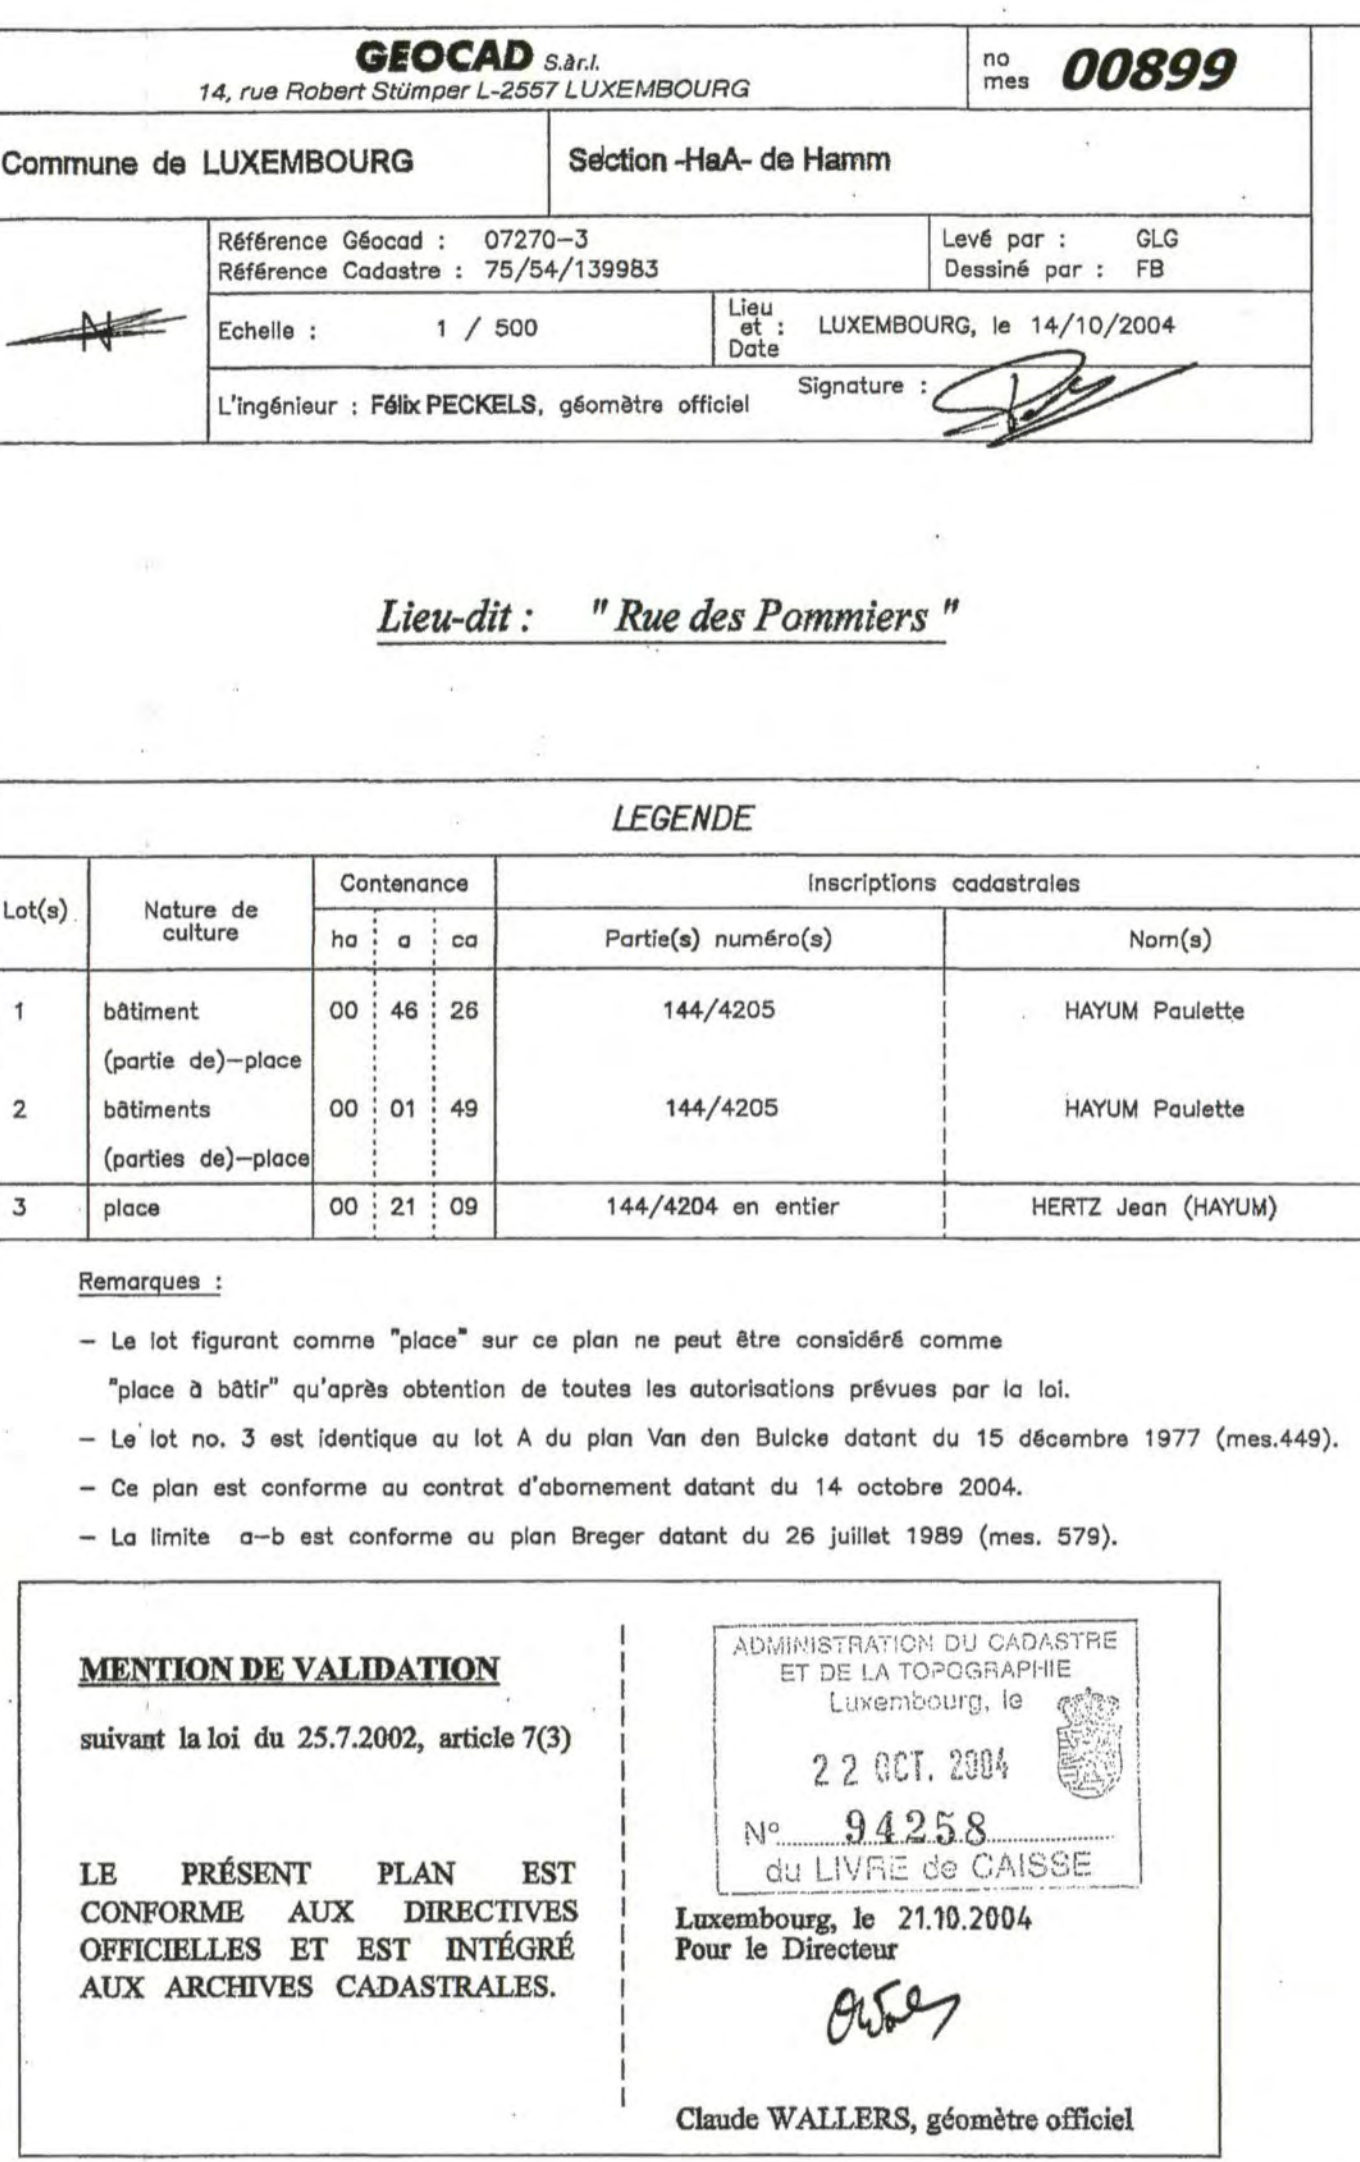 GEOCAD S.àr.l.
14, rue Robert Stümper L-2557 LUXEMBOURG
no mes 00899
Commune de LUXEMBOURG
Section -HaA- de Hamm
N
Référence Géocad : 07270-3
Référence Cadastre : 75/54/139983
Levé par : GLG
Dessiné par : FB
Echelle : 1 / 500
Lieu et Date : LUXEMBOURG, le 14/10/2004
L'ingénieur : Félix PECKELS, géomètre officiel
Signature :
Lieu-dit : " Rue des Pommiers "
LEGENDE
Lot(s) Nature de culture Contenance Inscriptions cadastrales
ha a ca Partie(s) numéro(s) Nom(s)
1 bâtiment 00 46 26 144/4205 HAYUM Paulette
(partie de)-place
2 bâtiments 00 01 49 144/4205 HAYUM Paulette
(parties de)-place
3 place 00 21 09 144/4204 en entier HERTZ Jean (HAYUM)
Remarques :
- Le lot figurant comme "place" sur ce plan ne peut être considéré comme
"place à bâtir" qu'après obtention de toutes les autorisations prévues par la loi.
- Le lot no. 3 est identique au lot A du plan Van den Bulcke datant du 15 décembre 1977 (mes.449).
- Ce plan est conforme au contrat d'abornement datant du 14 octobre 2004.
- La limite a-b est conforme au plan Breger datant du 26 juillet 1989 (mes. 579).
MENTION DE VALIDATION
suivant la loi du 25.7.2002, article 7(3)
LE PRÉSENT PLAN EST
CONFORME AUX DIRECTIVES
OFFICIELLES ET EST INTÉGRÉ
AUX ARCHIVES CADASTRALES.
ADMINISTRATION DU CADASTRE
ET DE LA TOPOGRAPHIE
Luxembourg, le
22 OCT. 2004
N° 94258
du LIVRE de CAISSE
Luxembourg, le 21.10.2004
Pour le Directeur
Claude WALLERS, géomètre officiel